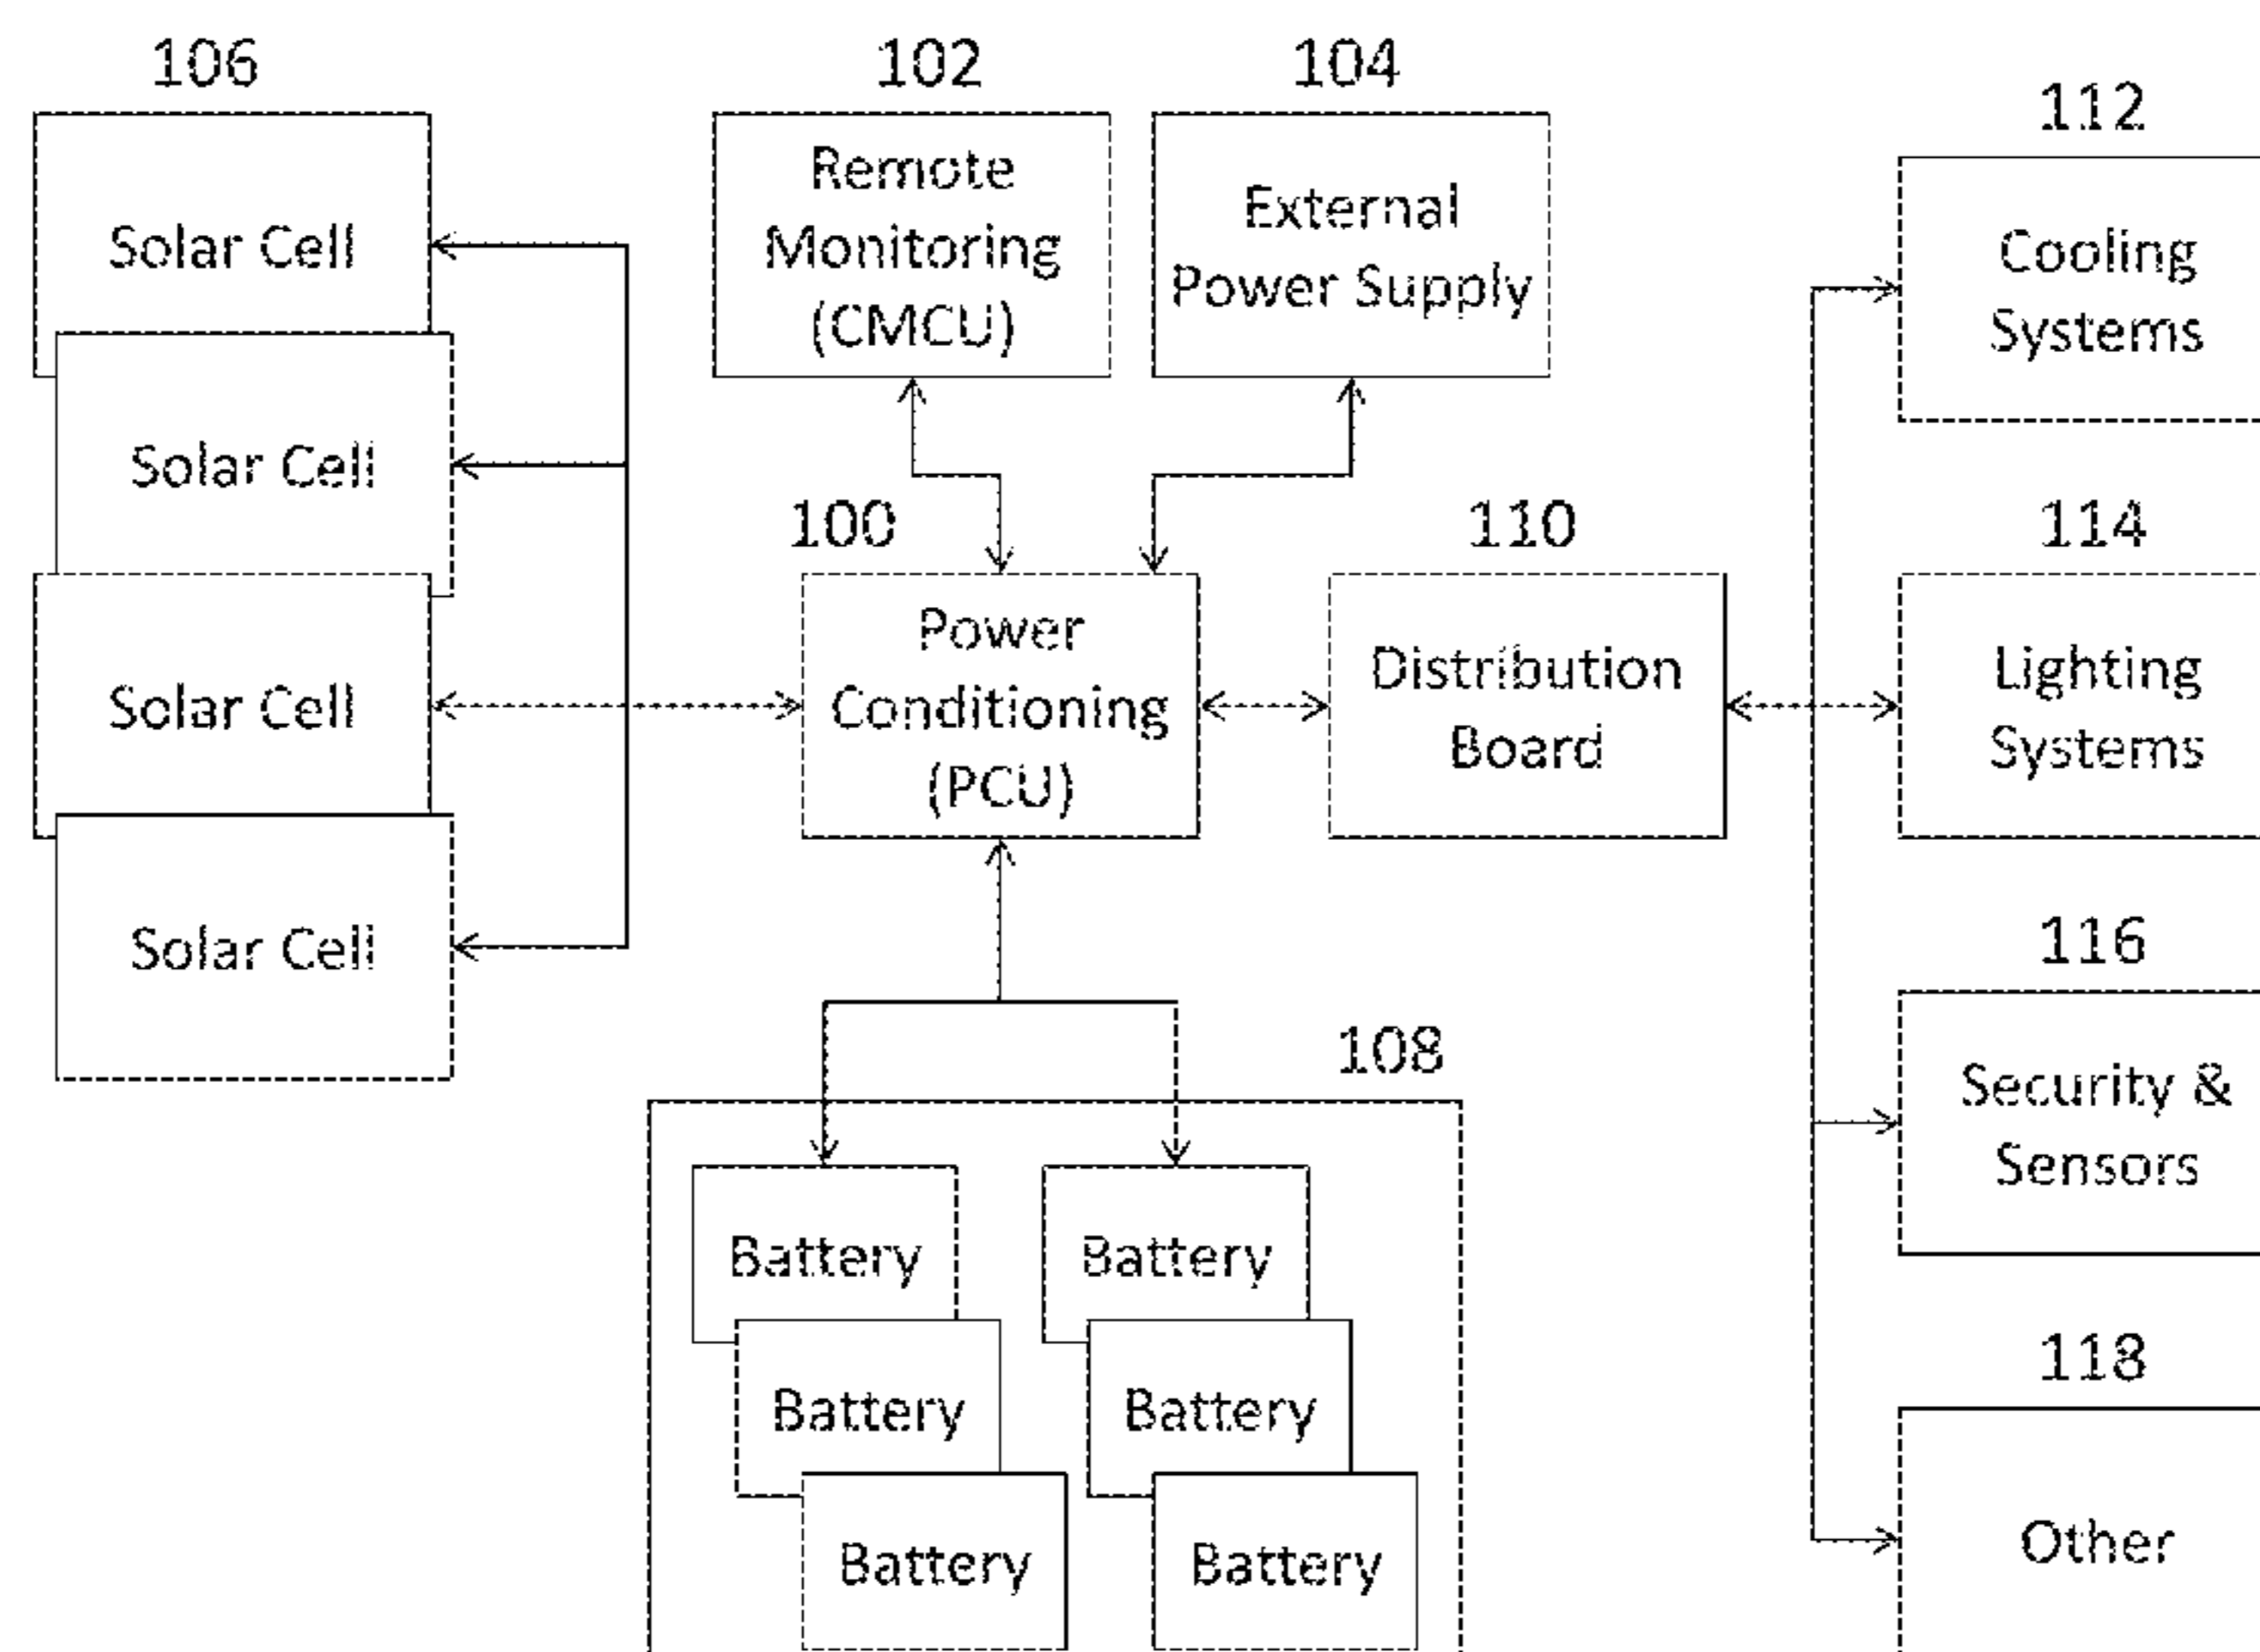 106
Solar Cell
Solar Cell
Solar Cell
Solar Cell
102
Remote
Monitoring
(CMCU)
104
External
Power Supply
100
Power
Conditioning
(PCU)
110
Distribution
Board
108
Battery
Battery
Battery
Battery
Battery
Battery
112
Cooling
Systems
114
Lighting
Systems
116
Security &
Sensors
118
Other